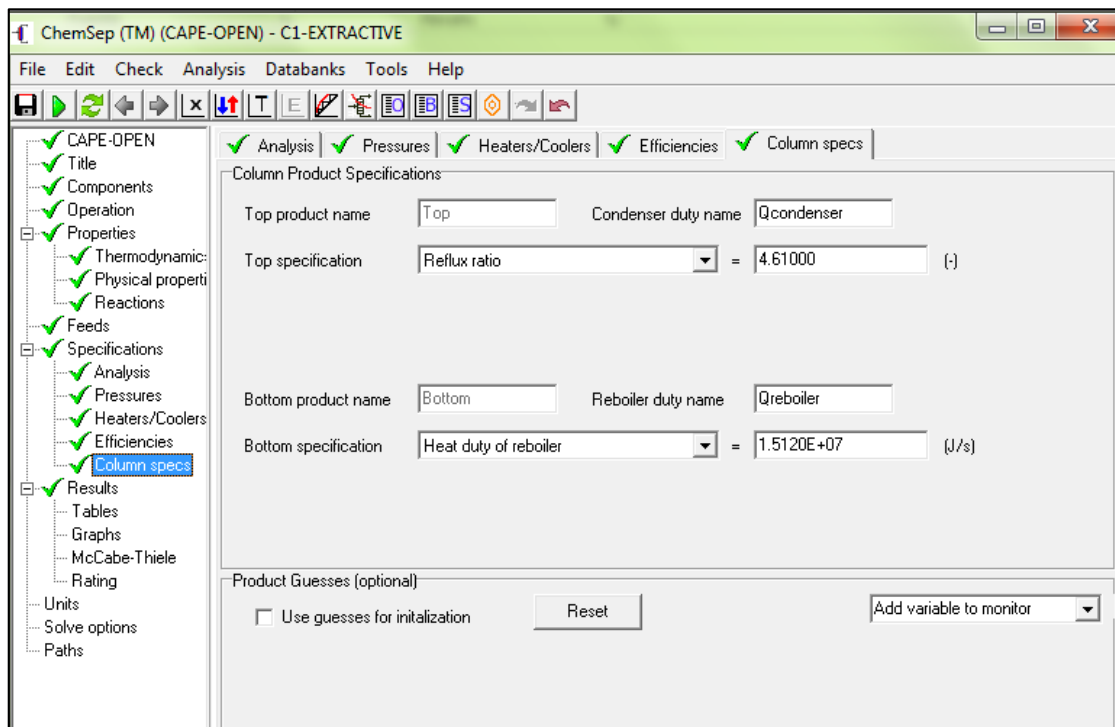 ChemSep (TM) (CAPE-OPEN) - C1-EXTRACTIVE
File Edit Check Analysis Databanks Tools Help
CAPE-OPEN
Title
Components
Operation
Properties
Thermodynamic:
Physical properti
Reactions
Feeds
Specifications
Analysis
Pressures
Heaters/Coolers
Efficiencies
Column specs
Results
Tables
Graphs
McCabe-Thiele
Rating
Units
Solve options
Paths
Analysis Pressures Heaters/Coolers Efficiencies Column specs
Column Product Specifications
Top product name Top Condenser duty name Qcondenser
Top specification Reflux ratio = 4.61000 (-)
Bottom product name Bottom Reboiler duty name Qreboiler
Bottom specification Heat duty of reboiler = 1.5120E+07 (J/s)
Product Guesses (optional)
Use guesses for initalization Reset Add variable to monitor